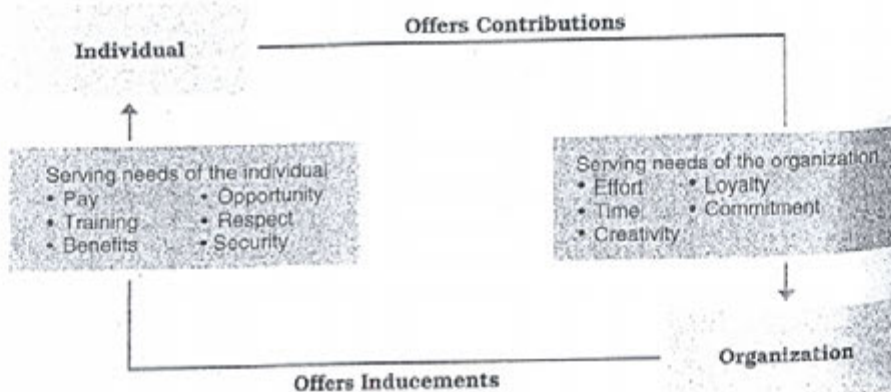 Offers Contributions
Individual
Serving needs of the individual
• Pay • Opportunity
• Training • Respect
• Benefits • Security
Serving needs of the organization
• Effort • Loyalty
• Time • Commitment
• Creativity
Organization
Offers Inducements